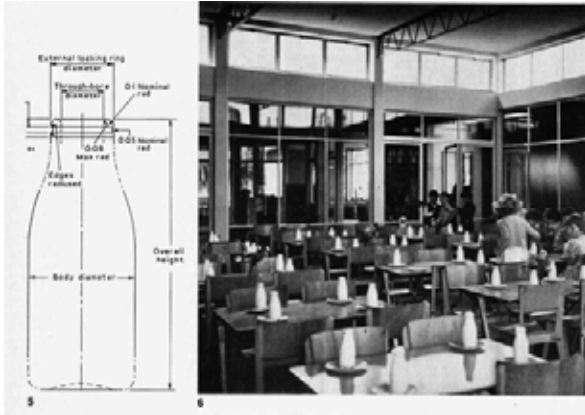 External locking ring
diameter
Through-bore
diameter
0·1 Nominal
rad
0·05 Nominal
rad
0·08
Max rad
Edges
radiused
Overall
height
Body diameter
5
6